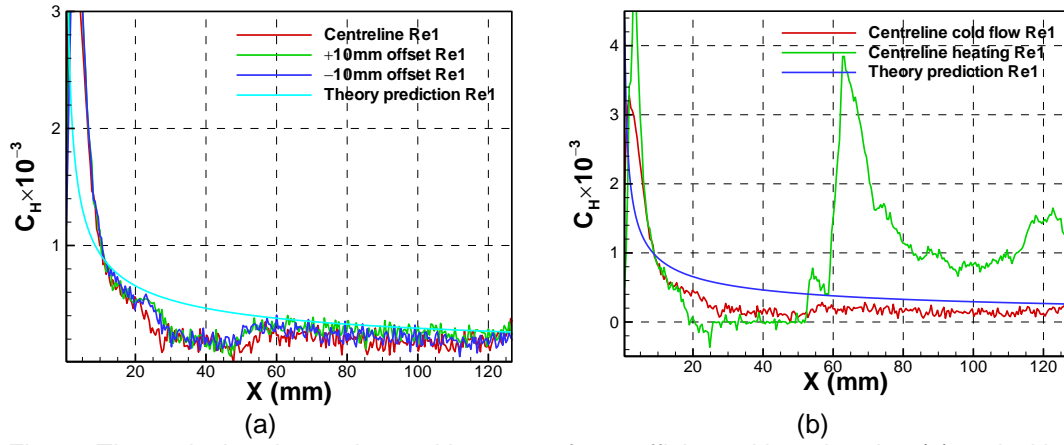 3
2
1
0 20 40 60 80 100 120
C_H×10^-3
X (mm)
Centreline Re1
+10mm offset Re1
−10mm offset Re1
Theory prediction Re1
(a)
4
3
2
1
0
0 20 40 60 80 100 120
C_H×10^-3
X (mm)
Centreline cold flow Re1
Centreline heating Re1
Theory prediction Re1
(b)